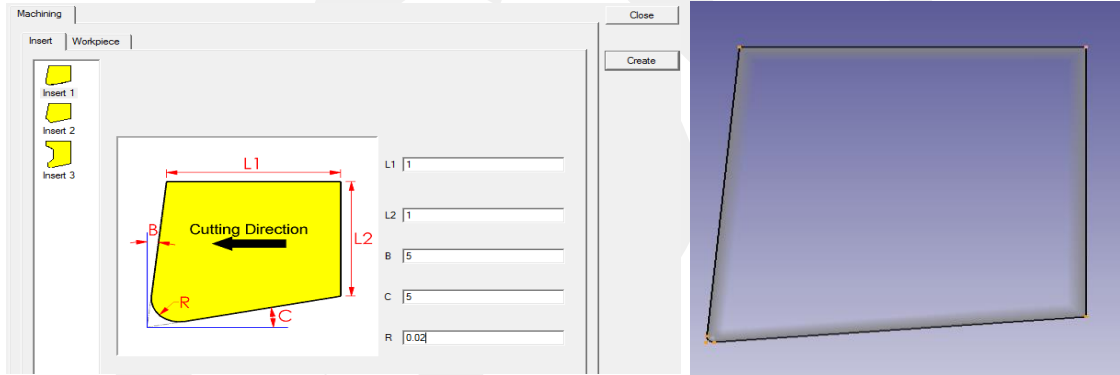 Machining
Close
Insert
Workpiece
Create
Insert 1
Insert 2
Insert 3
L1
L1 1
B
Cutting Direction
L2
L2 1
B 5
R
C
C 5
R 0.02